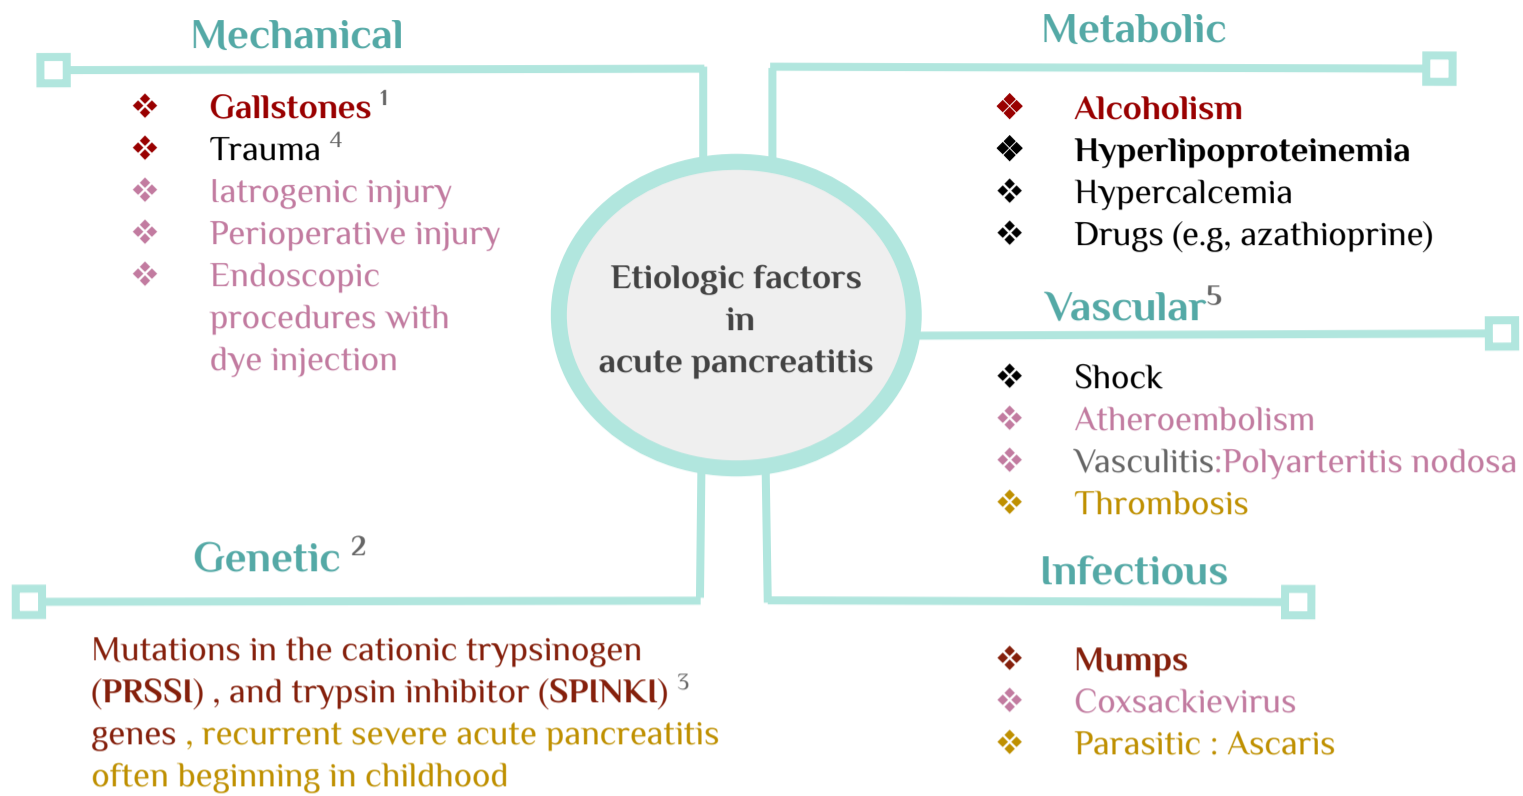 Mechanical
❖ Gallstones ¹
❖ Trauma ⁴
❖ Iatrogenic injury
❖ Perioperative injury
❖ Endoscopic
procedures with
dye injection
Metabolic
❖ Alcoholism
❖ Hyperlipoproteinemia
❖ Hypercalcemia
❖ Drugs (e.g, azathioprine)
Etiologic factors
in
acute pancreatitis
Vascular⁵
❖ Shock
❖ Atheroembolism
❖ Vasculitis:Polyarteritis nodosa
❖ Thrombosis
Genetic ²
Mutations in the cationic trypsinogen
(PRSSI) , and trypsin inhibitor (SPINKI) ³
genes , recurrent severe acute pancreatitis
often beginning in childhood
Infectious
❖ Mumps
❖ Coxsackievirus
❖ Parasitic : Ascaris